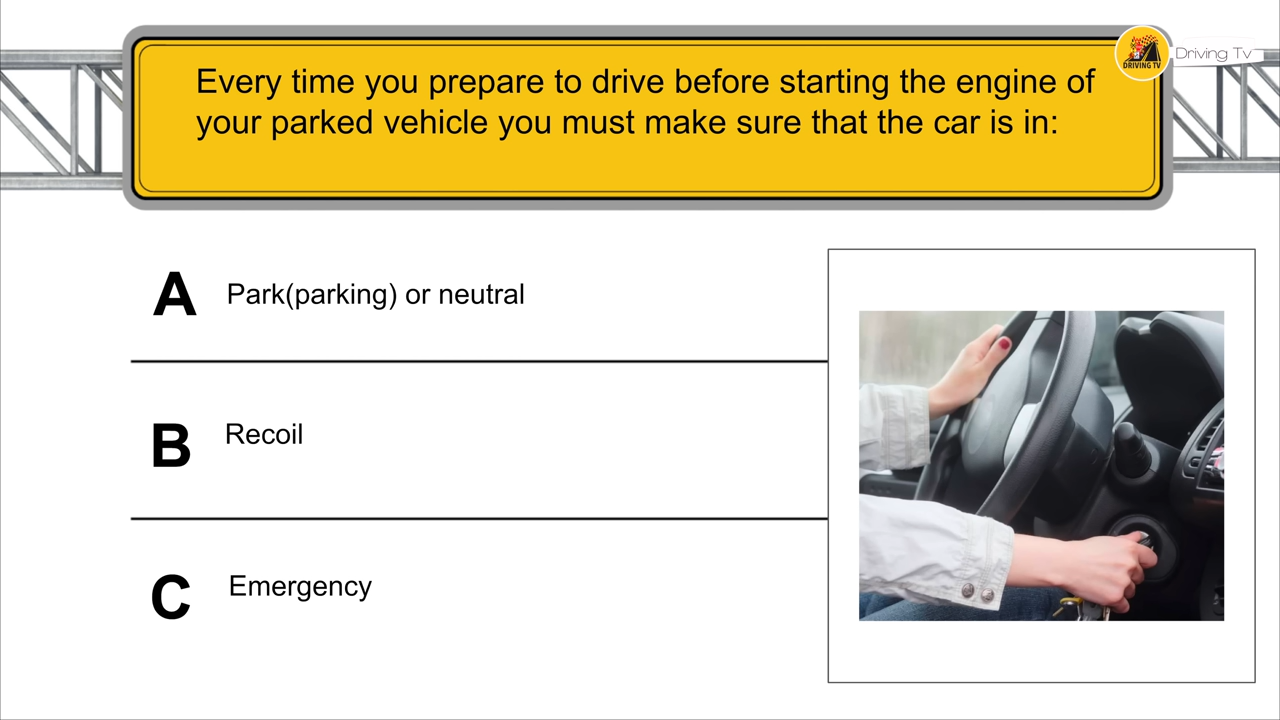 DRIVING TV
Driving Tv
Every time you prepare to drive before starting the engine of
your parked vehicle you must make sure that the car is in:
A Park(parking) or neutral
B Recoil
C Emergency